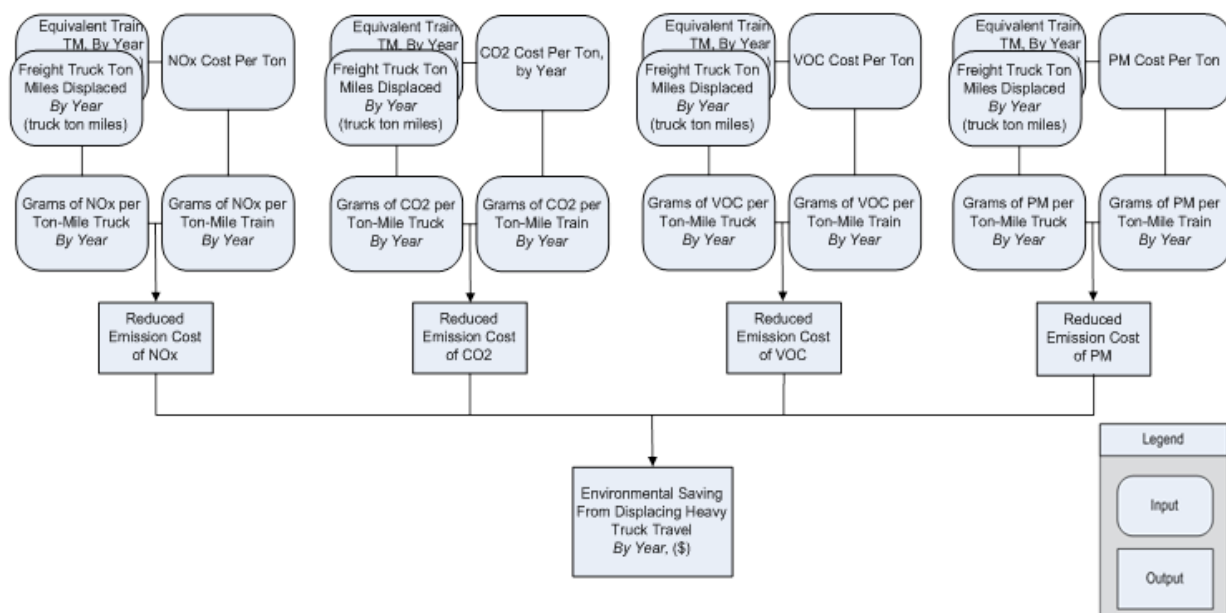 Equivalent Train
TM, By Year
Freight Truck Ton
Miles Displaced
By Year
(truck ton miles)
NOx Cost Per Ton
Equivalent Train
TM, By Year
Freight Truck Ton
Miles Displaced
By Year
(truck ton miles)
CO2 Cost Per Ton,
by Year
Equivalent Train
TM, By Year
Freight Truck Ton
Miles Displaced
By Year
(truck ton miles)
VOC Cost Per Ton
Equivalent Train
TM, By Year
Freight Truck Ton
Miles Displaced
By Year
(truck ton miles)
PM Cost Per Ton
Grams of NOx per
Ton-Mile Truck
By Year
Grams of NOx per
Ton-Mile Train
By Year
Grams of CO2 per
Ton-Mile Truck
By Year
Grams of CO2 per
Ton-Mile Train
By Year
Grams of VOC per
Ton-Mile Truck
By Year
Grams of VOC per
Ton-Mile Train
By Year
Grams of PM per
Ton-Mile Truck
By Year
Grams of PM per
Ton-Mile Train
By Year
Reduced
Emission Cost
of NOx
Reduced
Emission Cost
of CO2
Reduced
Emission Cost
of VOC
Reduced
Emission Cost
of PM
Environmental Saving
From Displacing Heavy
Truck Travel
By Year, ($)
Legend
Input
Output